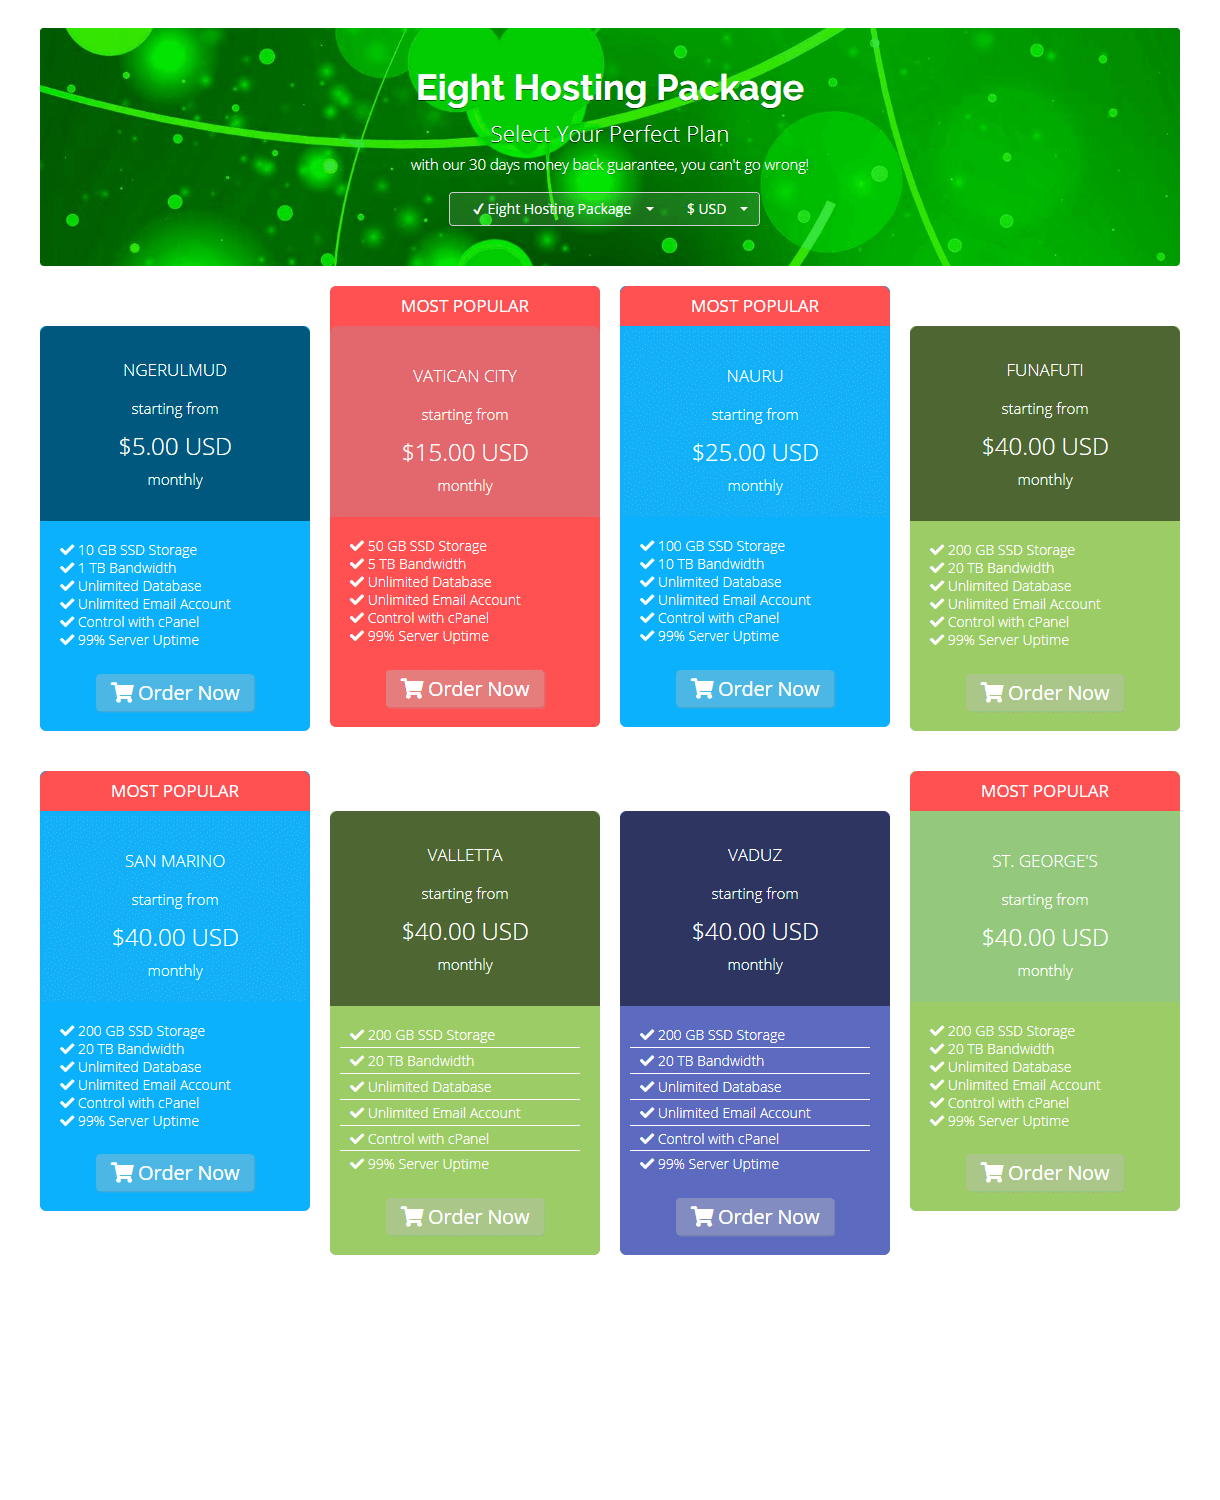 Eight Hosting Package
Select Your Perfect Plan
with our 30 days money back guarantee, you can't go wrong!
✔ Eight Hosting Package
$ USD
NGERULMUD
starting from
$5.00 USD
monthly
10 GB SSD Storage
1 TB Bandwidth
Unlimited Database
Unlimited Email Account
Control with cPanel
99% Server Uptime
Order Now
MOST POPULAR
VATICAN CITY
starting from
$15.00 USD
monthly
50 GB SSD Storage
5 TB Bandwidth
Unlimited Database
Unlimited Email Account
Control with cPanel
99% Server Uptime
Order Now
MOST POPULAR
NAURU
starting from
$25.00 USD
monthly
100 GB SSD Storage
10 TB Bandwidth
Unlimited Database
Unlimited Email Account
Control with cPanel
99% Server Uptime
Order Now
FUNAFUTI
starting from
$40.00 USD
monthly
200 GB SSD Storage
20 TB Bandwidth
Unlimited Database
Unlimited Email Account
Control with cPanel
99% Server Uptime
Order Now
MOST POPULAR
SAN MARINO
starting from
$40.00 USD
monthly
200 GB SSD Storage
20 TB Bandwidth
Unlimited Database
Unlimited Email Account
Control with cPanel
99% Server Uptime
Order Now
VALLETTA
starting from
$40.00 USD
monthly
200 GB SSD Storage
20 TB Bandwidth
Unlimited Database
Unlimited Email Account
Control with cPanel
99% Server Uptime
Order Now
VADUZ
starting from
$40.00 USD
monthly
200 GB SSD Storage
20 TB Bandwidth
Unlimited Database
Unlimited Email Account
Control with cPanel
99% Server Uptime
Order Now
MOST POPULAR
ST. GEORGE'S
starting from
$40.00 USD
monthly
200 GB SSD Storage
20 TB Bandwidth
Unlimited Database
Unlimited Email Account
Control with cPanel
99% Server Uptime
Order Now